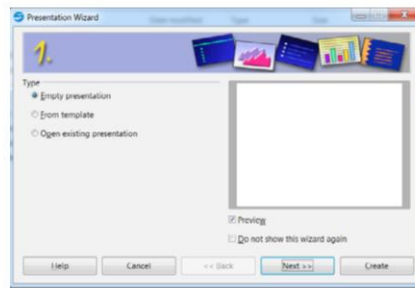 Presentation Wizard
1.
Type
Empty presentation
From template
Open existing presentation
Preview
Do not show this wizard again
Help
Cancel
<< Back
Next >>
Create